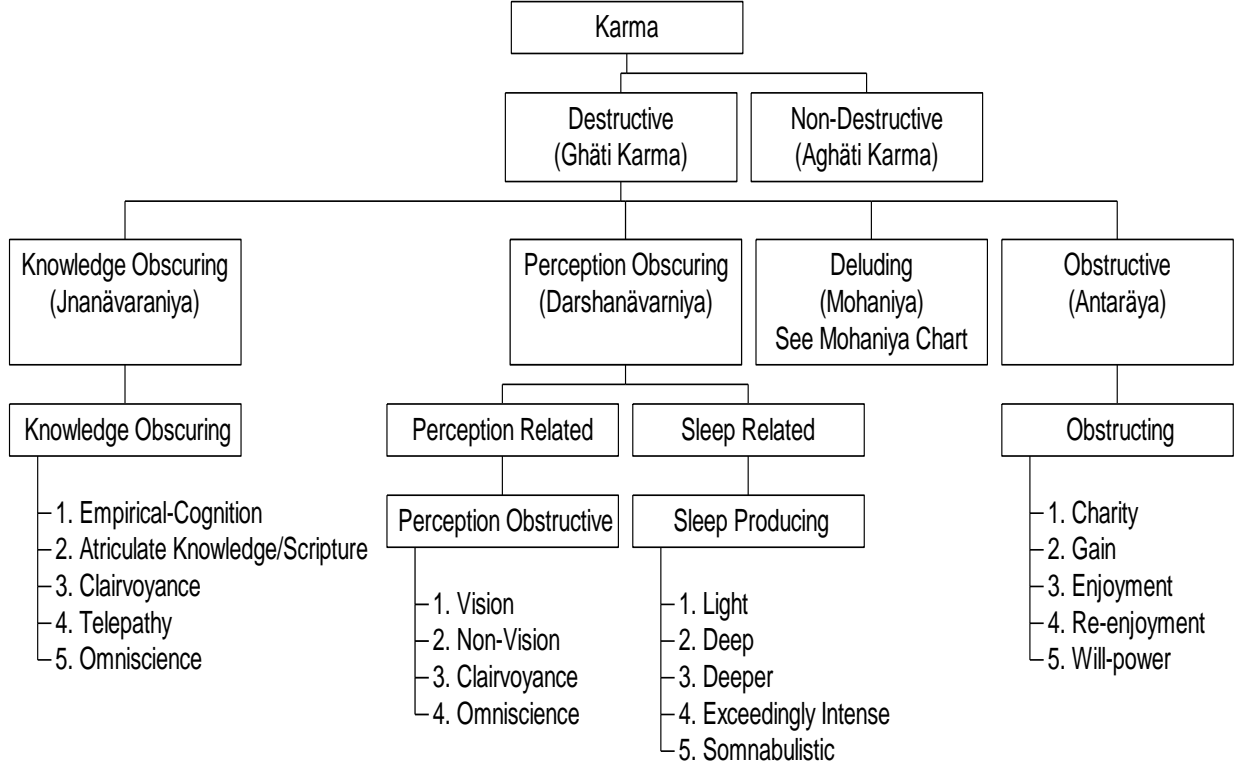 Karma
Destructive
(Ghäti Karma)
Non-Destructive
(Aghäti Karma)
Knowledge Obscuring
(Jnanävaraniya)
Perception Obscuring
(Darshanävarniya)
Deluding
(Mohaniya)
See Mohaniya Chart
Obstructive
(Antaräya)
Knowledge Obscuring
1. Empirical-Cognition
2. Atriculate Knowledge/Scripture
3. Clairvoyance
4. Telepathy
5. Omniscience
Perception Related
Perception Obstructive
1. Vision
2. Non-Vision
3. Clairvoyance
4. Omniscience
Sleep Related
Sleep Producing
1. Light
2. Deep
3. Deeper
4. Exceedingly Intense
5. Somnabulistic
Obstructing
1. Charity
2. Gain
3. Enjoyment
4. Re-enjoyment
5. Will-power